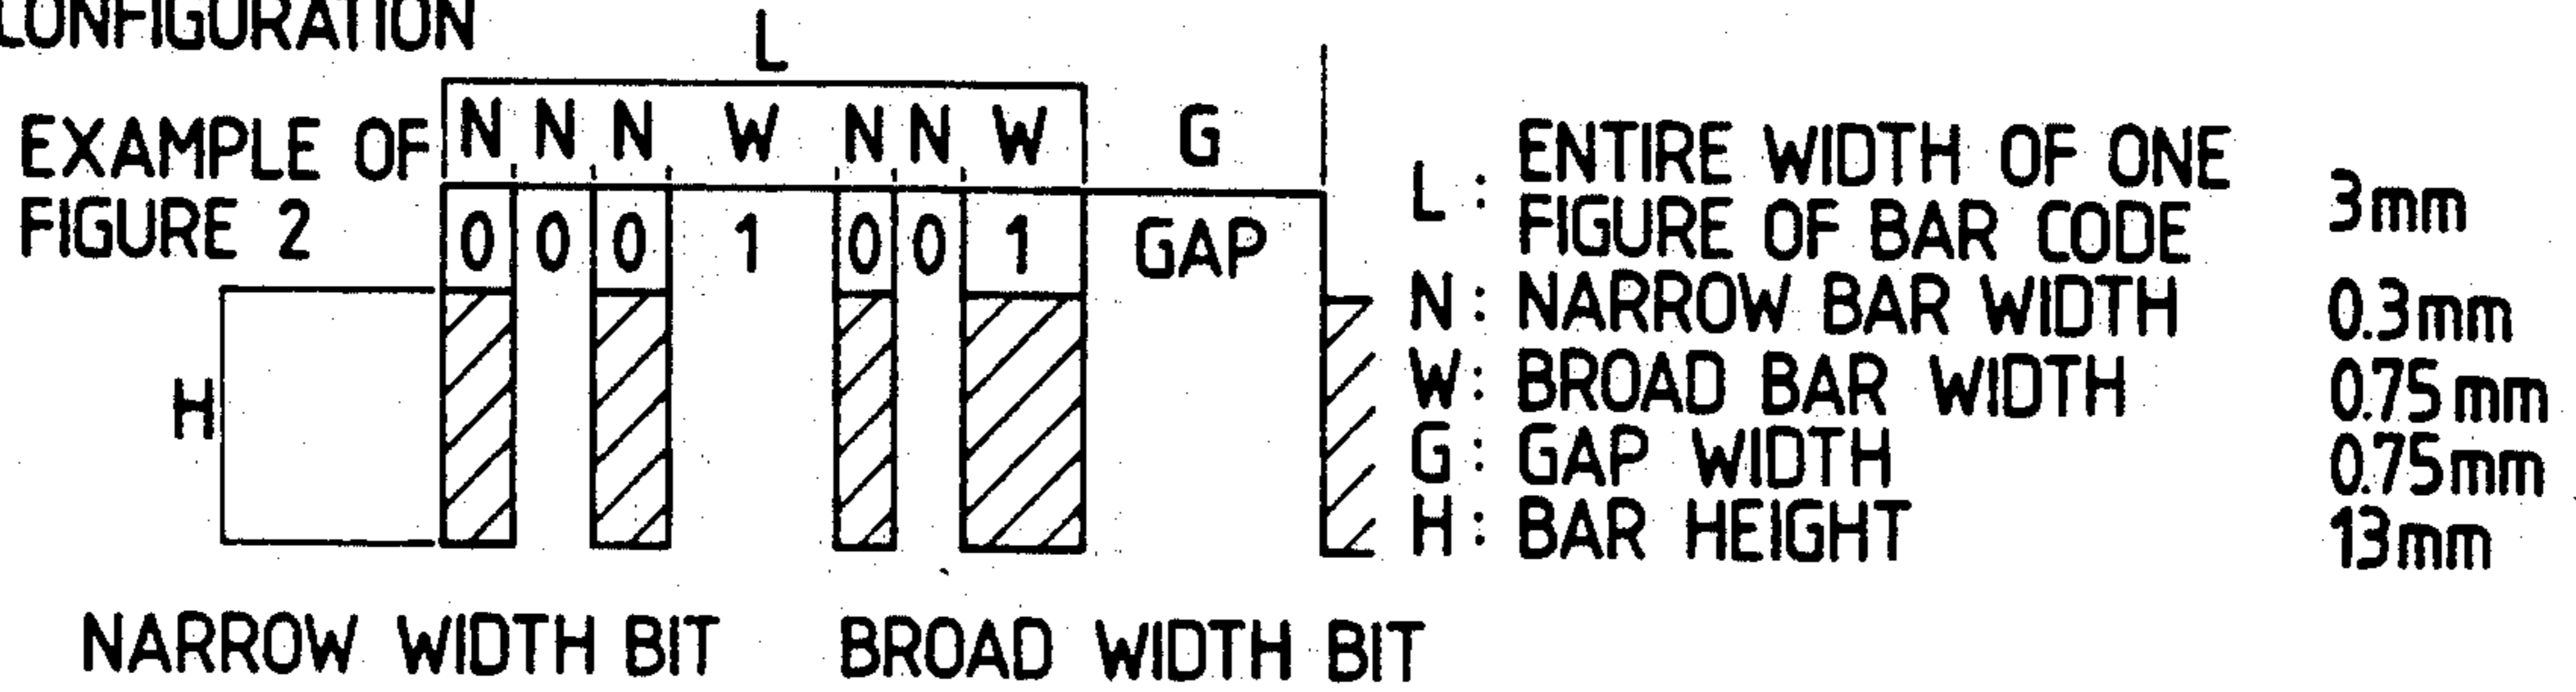 CONFIGURATION
L
EXAMPLE OF
FIGURE 2
N N N W N N W G
0 0 0 1 0 0 1 GAP
H
L: ENTIRE WIDTH OF ONE
FIGURE OF BAR CODE 3mm
N: NARROW BAR WIDTH 0.3mm
W: BROAD BAR WIDTH 0.75mm
G: GAP WIDTH 0.75mm
H: BAR HEIGHT 13mm
NARROW WIDTH BIT BROAD WIDTH BIT